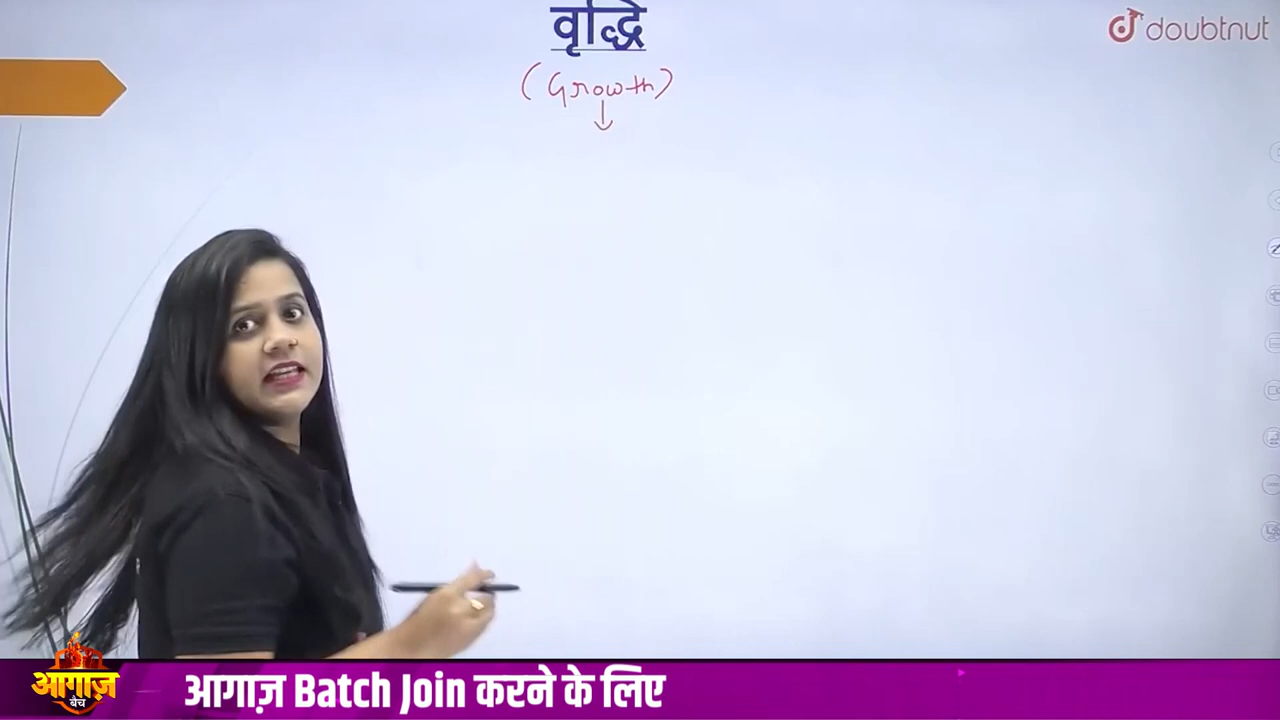 वृद्धि
doubtnut
(Growth)
आगाज़
बैच
आगाज़ Batch Join करने के लिए